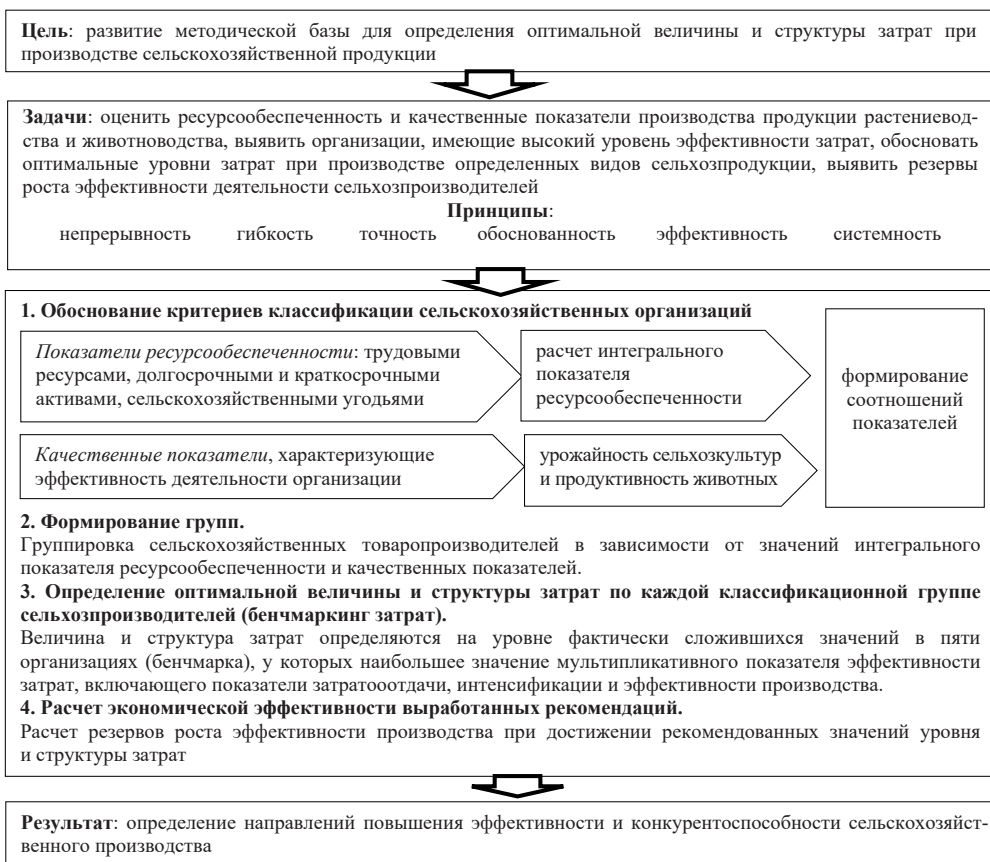 Цель: развитие методической базы для определения оптимальной величины и структуры затрат при
производстве сельскохозяйственной продукции
Задачи: оценить ресурсообеспеченность и качественные показатели производства продукции растениевод-
ства и животноводства, выявить организации, имеющие высокий уровень эффективности затрат, обосновать
оптимальные уровни затрат при производстве определенных видов сельхозпродукции, выявить резервы
роста эффективности деятельности сельхозпроизводителей
Принципы:
непрерывность гибкость точность обоснованность эффективность системность
1. Обоснование критериев классификации сельскохозяйственных организаций
Показатели ресурсообеспеченности: трудовыми
ресурсами, долгосрочными и краткосрочными
активами, сельскохозяйственными угодьями
расчет интегрального
показателя
ресурсообеспеченности
формирование
соотношений
показателей
Качественные показатели, характеризующие
эффективность деятельности организации
урожайность сельхозкультур
и продуктивность животных
2. Формирование групп.
Группировка сельскохозяйственных товаропроизводителей в зависимости от значений интегрального
показателя ресурсообеспеченности и качественных показателей.
3. Определение оптимальной величины и структуры затрат по каждой классификационной группе
сельхозпроизводителей (бенчмаркинг затрат).
Величина и структура затрат определяются на уровне фактически сложившихся значений в пяти
организациях (бенчмарка), у которых наибольшее значение мультипликативного показателя эффективности
затрат, включающего показатели затратооотдачи, интенсификации и эффективности производства.
4. Расчет экономической эффективности выработанных рекомендаций.
Расчет резервов роста эффективности производства при достижении рекомендованных значений уровня
и структуры затрат
Результат: определение направлений повышения эффективности и конкурентоспособности сельскохозяйст-
венного производства